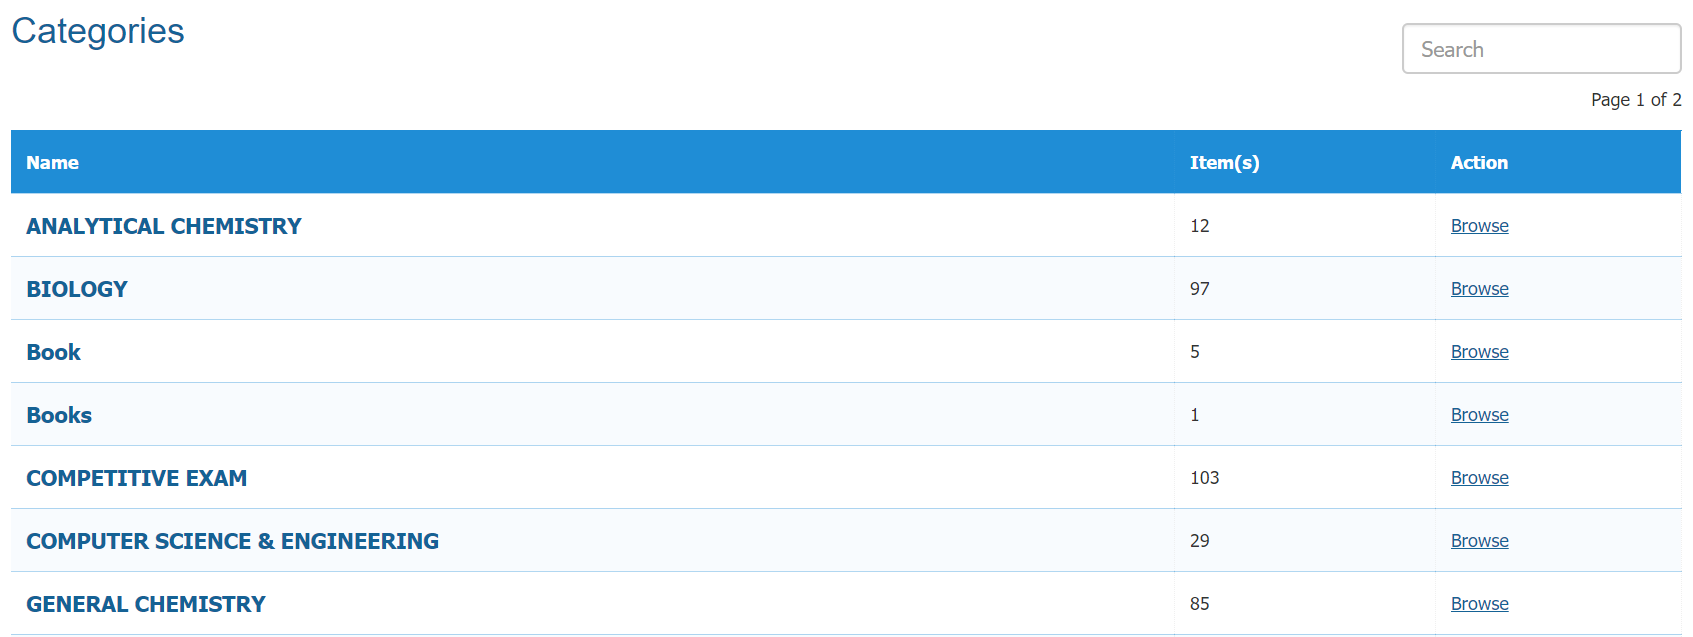 Categories
Search
Page 1 of 2
Name Item(s) Action
ANALYTICAL CHEMISTRY 12 Browse
BIOLOGY 97 Browse
Book 5 Browse
Books 1 Browse
COMPETITIVE EXAM 103 Browse
COMPUTER SCIENCE & ENGINEERING 29 Browse
GENERAL CHEMISTRY 85 Browse